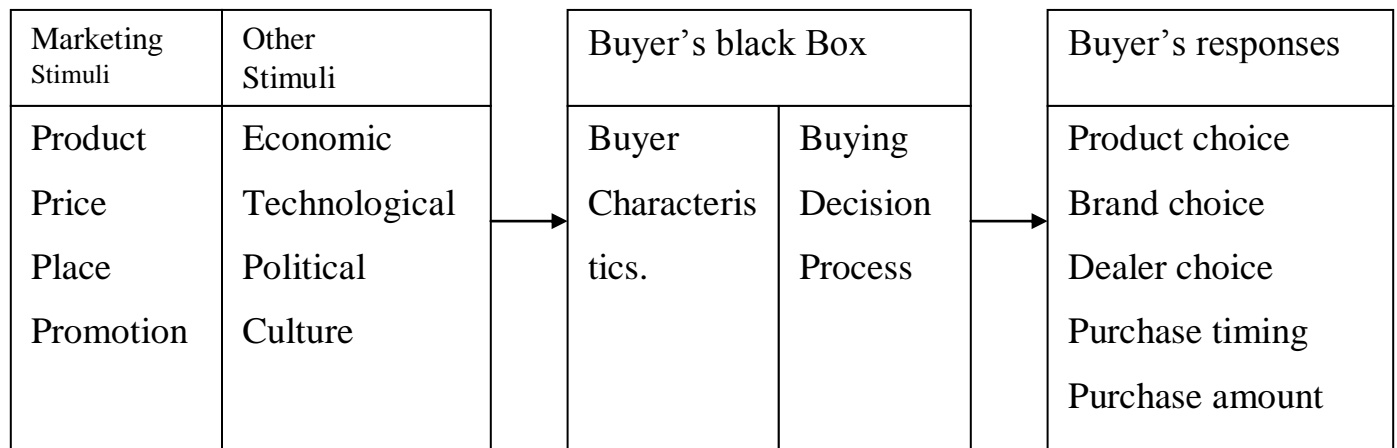 Marketing
Stimuli
Other
Stimuli
Buyer’s black Box
Buyer’s responses
Product
Price
Place
Promotion
Economic
Technological
Political
Culture
Buyer
Characteris
tics.
Buying
Decision
Process
Product choice
Brand choice
Dealer choice
Purchase timing
Purchase amount